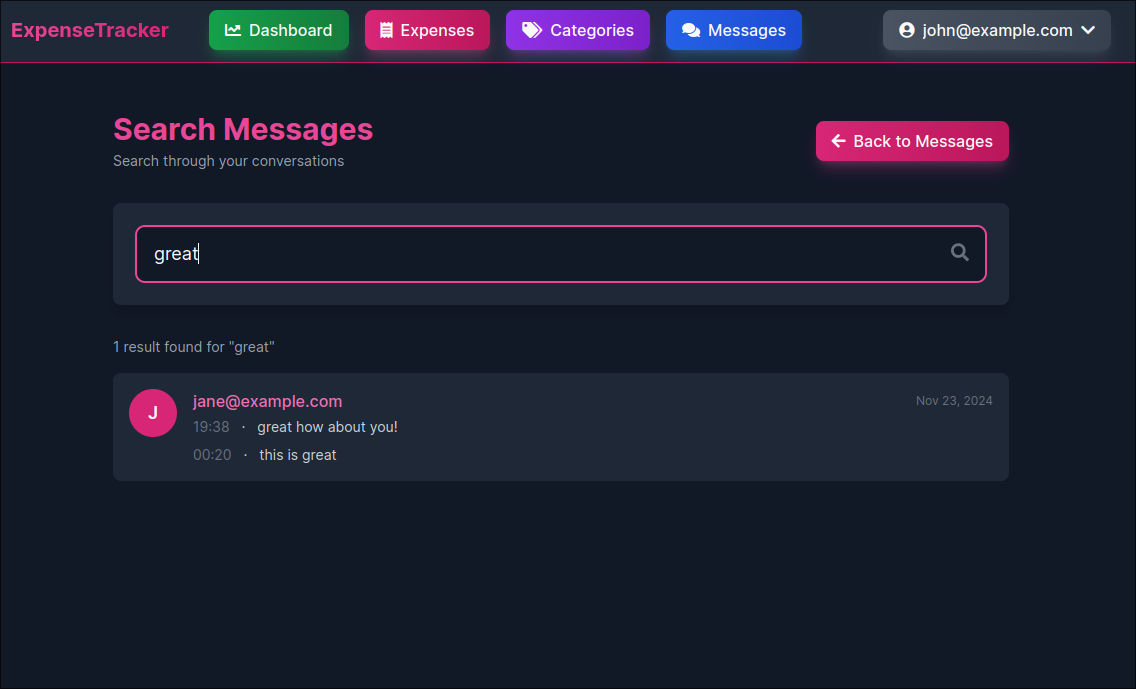 ExpenseTracker Dashboard Expenses Categories Messages john@example.com
Search Messages
Search through your conversations
Back to Messages
great
1 result found for "great"
J
jane@example.com Nov 23, 2024
19:38 · great how about you!
00:20 · this is great